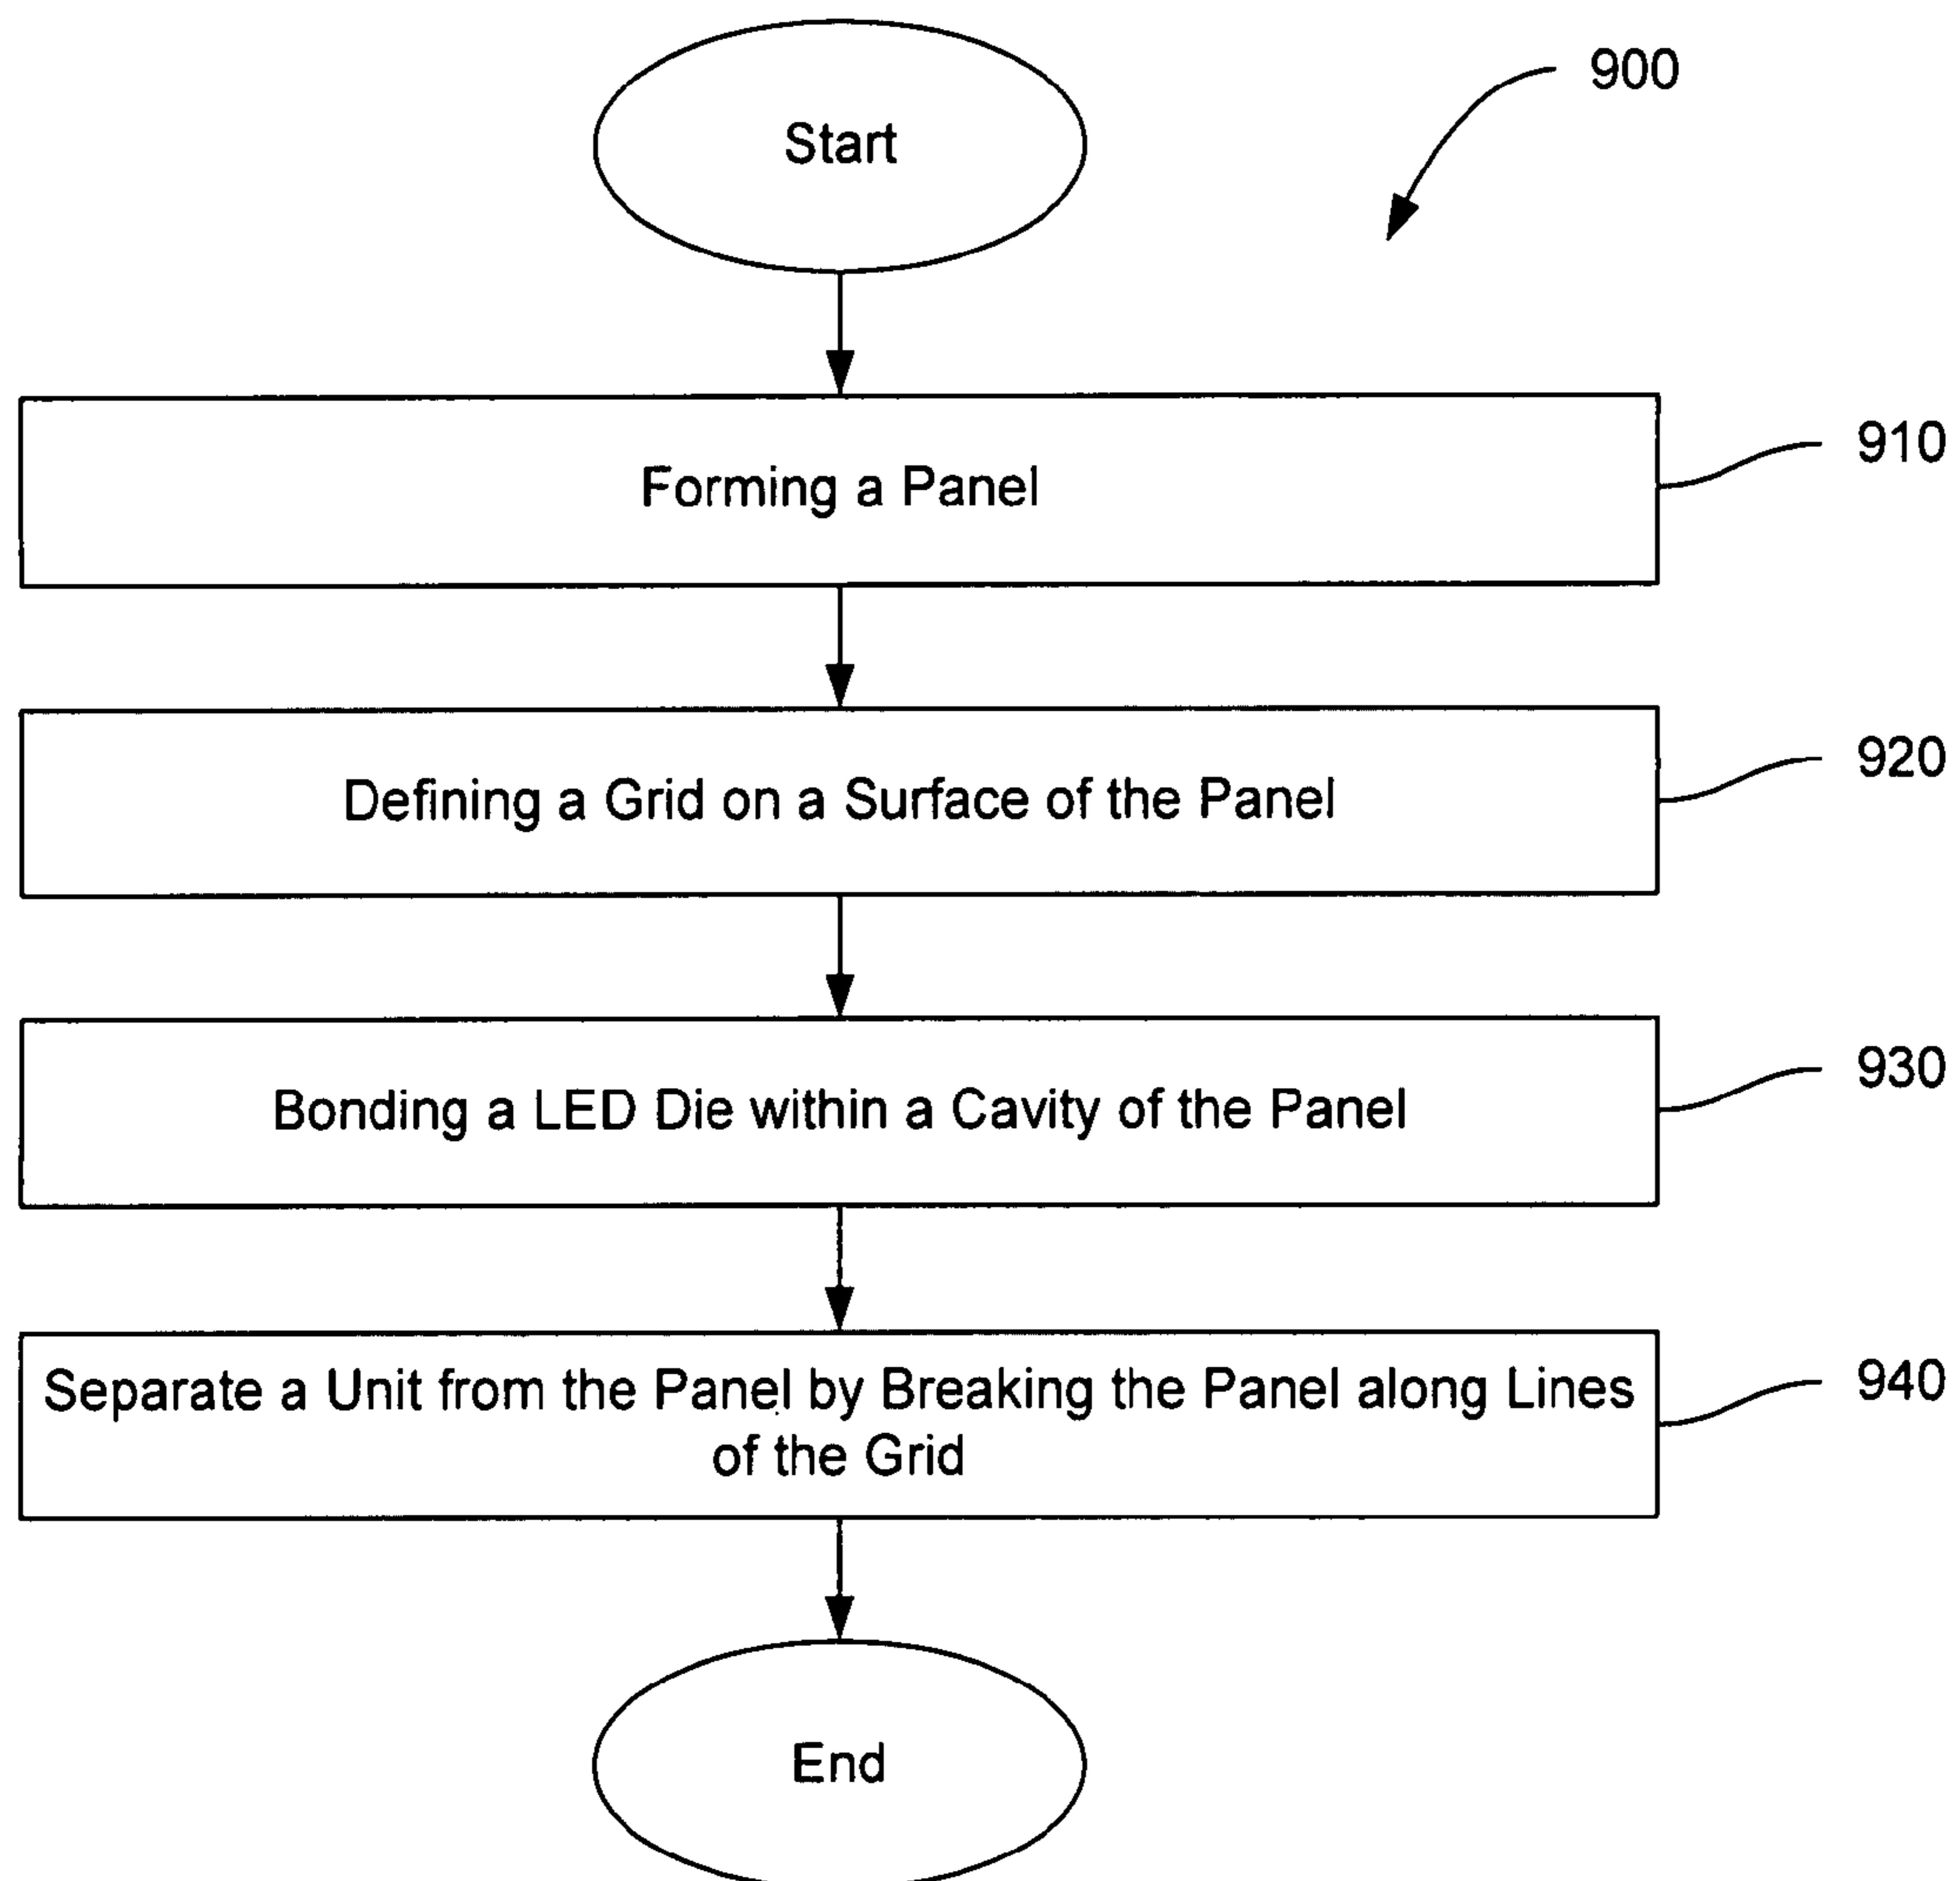 Start
900
Forming a Panel
910
Defining a Grid on a Surface of the Panel
920
Bonding a LED Die within a Cavity of the Panel
930
Separate a Unit from the Panel by Breaking the Panel along Lines
of the Grid
940
End